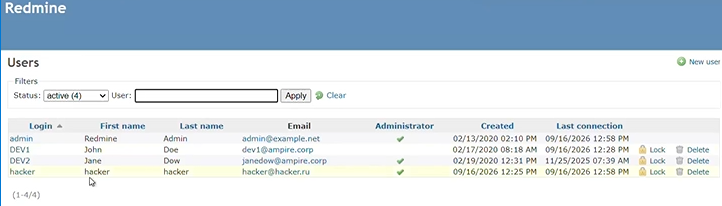 Redmine
Users
New user
Filters
Status: active (4) User: Apply Clear
Login First name Last name Email Administrator Created Last connection
admin Redmine Admin admin@example.net 02/13/2020 02:10 PM 09/16/2026 12:58 PM
DEV1 John Doe dev1@ampire.corp 02/17/2020 08:18 AM 09/16/2026 12:28 PM Lock Delete
DEV2 Jane Dow janedow@ampire.corp 02/19/2020 12:31 PM 11/25/2025 07:39 AM Lock Delete
hacker hacker hacker hacker@hacker.ru 09/16/2026 12:25 PM 09/16/2026 12:58 PM Lock Delete
(1-4/4)